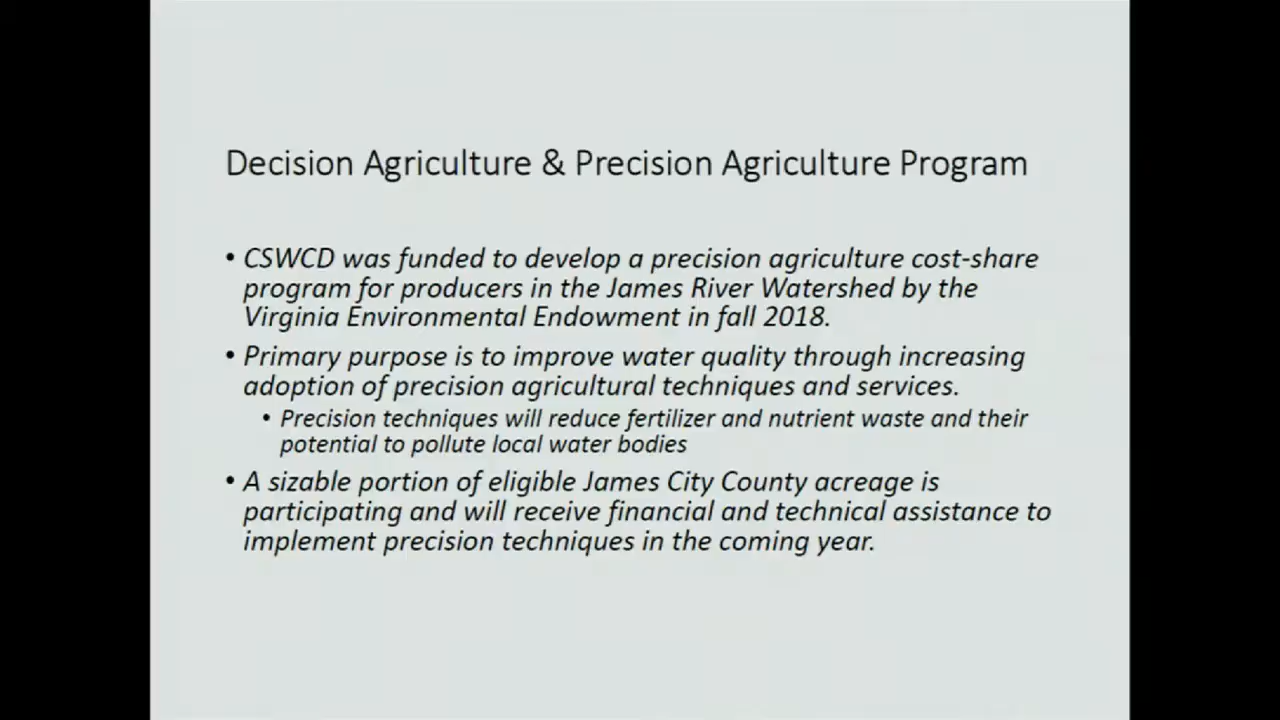 Decision Agriculture & Precision Agriculture Program
• CSWCD was funded to develop a precision agriculture cost-share
program for producers in the James River Watershed by the
Virginia Environmental Endowment in fall 2018.
• Primary purpose is to improve water quality through increasing
adoption of precision agricultural techniques and services.
• Precision techniques will reduce fertilizer and nutrient waste and their
potential to pollute local water bodies
• A sizable portion of eligible James City County acreage is
participating and will receive financial and technical assistance to
implement precision techniques in the coming year.